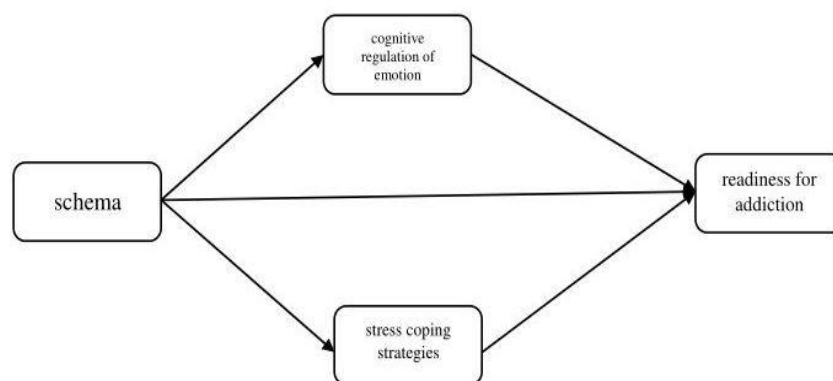 cognitive
regulation of
emotion
schema
readiness for
addiction
stress coping
strategies